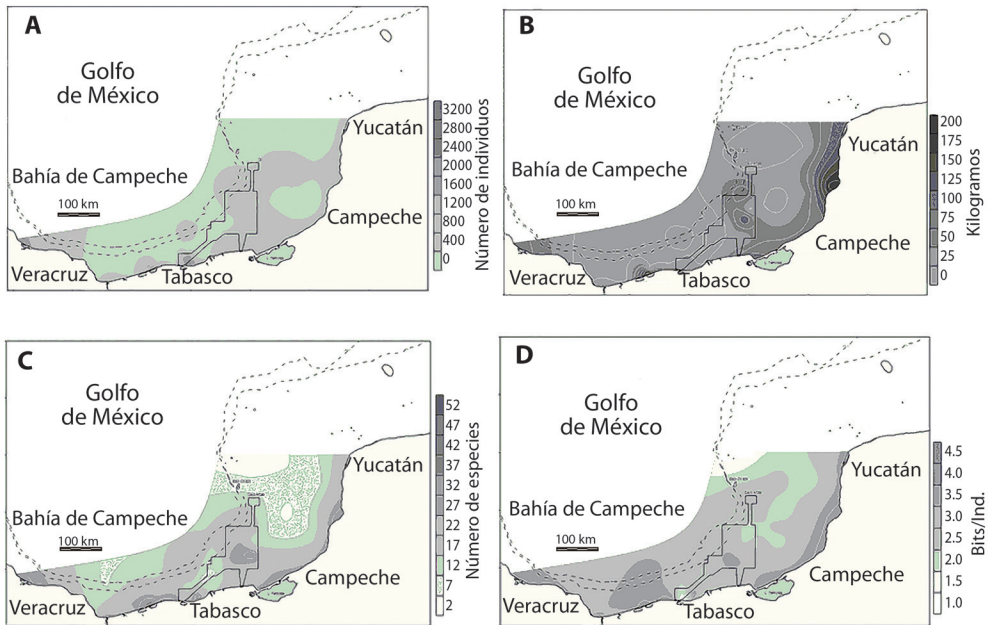 A
Golfo
de México
Bahía de Campeche
100 km
Veracruz
Tabasco
Campeche
Yucatán
3200
2800
2400
2000
1600
1200
800
400
0
Número de individuos
B
Golfo
de México
Bahía de Campeche
100 km
Veracruz
Tabasco
Campeche
Yucatán
200
175
150
125
100
75
50
25
0
Kilogramos
C
Golfo
de México
Bahía de Campeche
100 km
Veracruz
Tabasco
Campeche
Yucatán
52
47
42
37
32
27
22
17
12
7
2
Número de especies
D
Golfo
de México
Bahía de Campeche
100 km
Veracruz
Tabasco
Campeche
Yucatán
4.5
4.0
3.5
3.0
2.5
2.0
1.5
1.0
Bits/Ind.